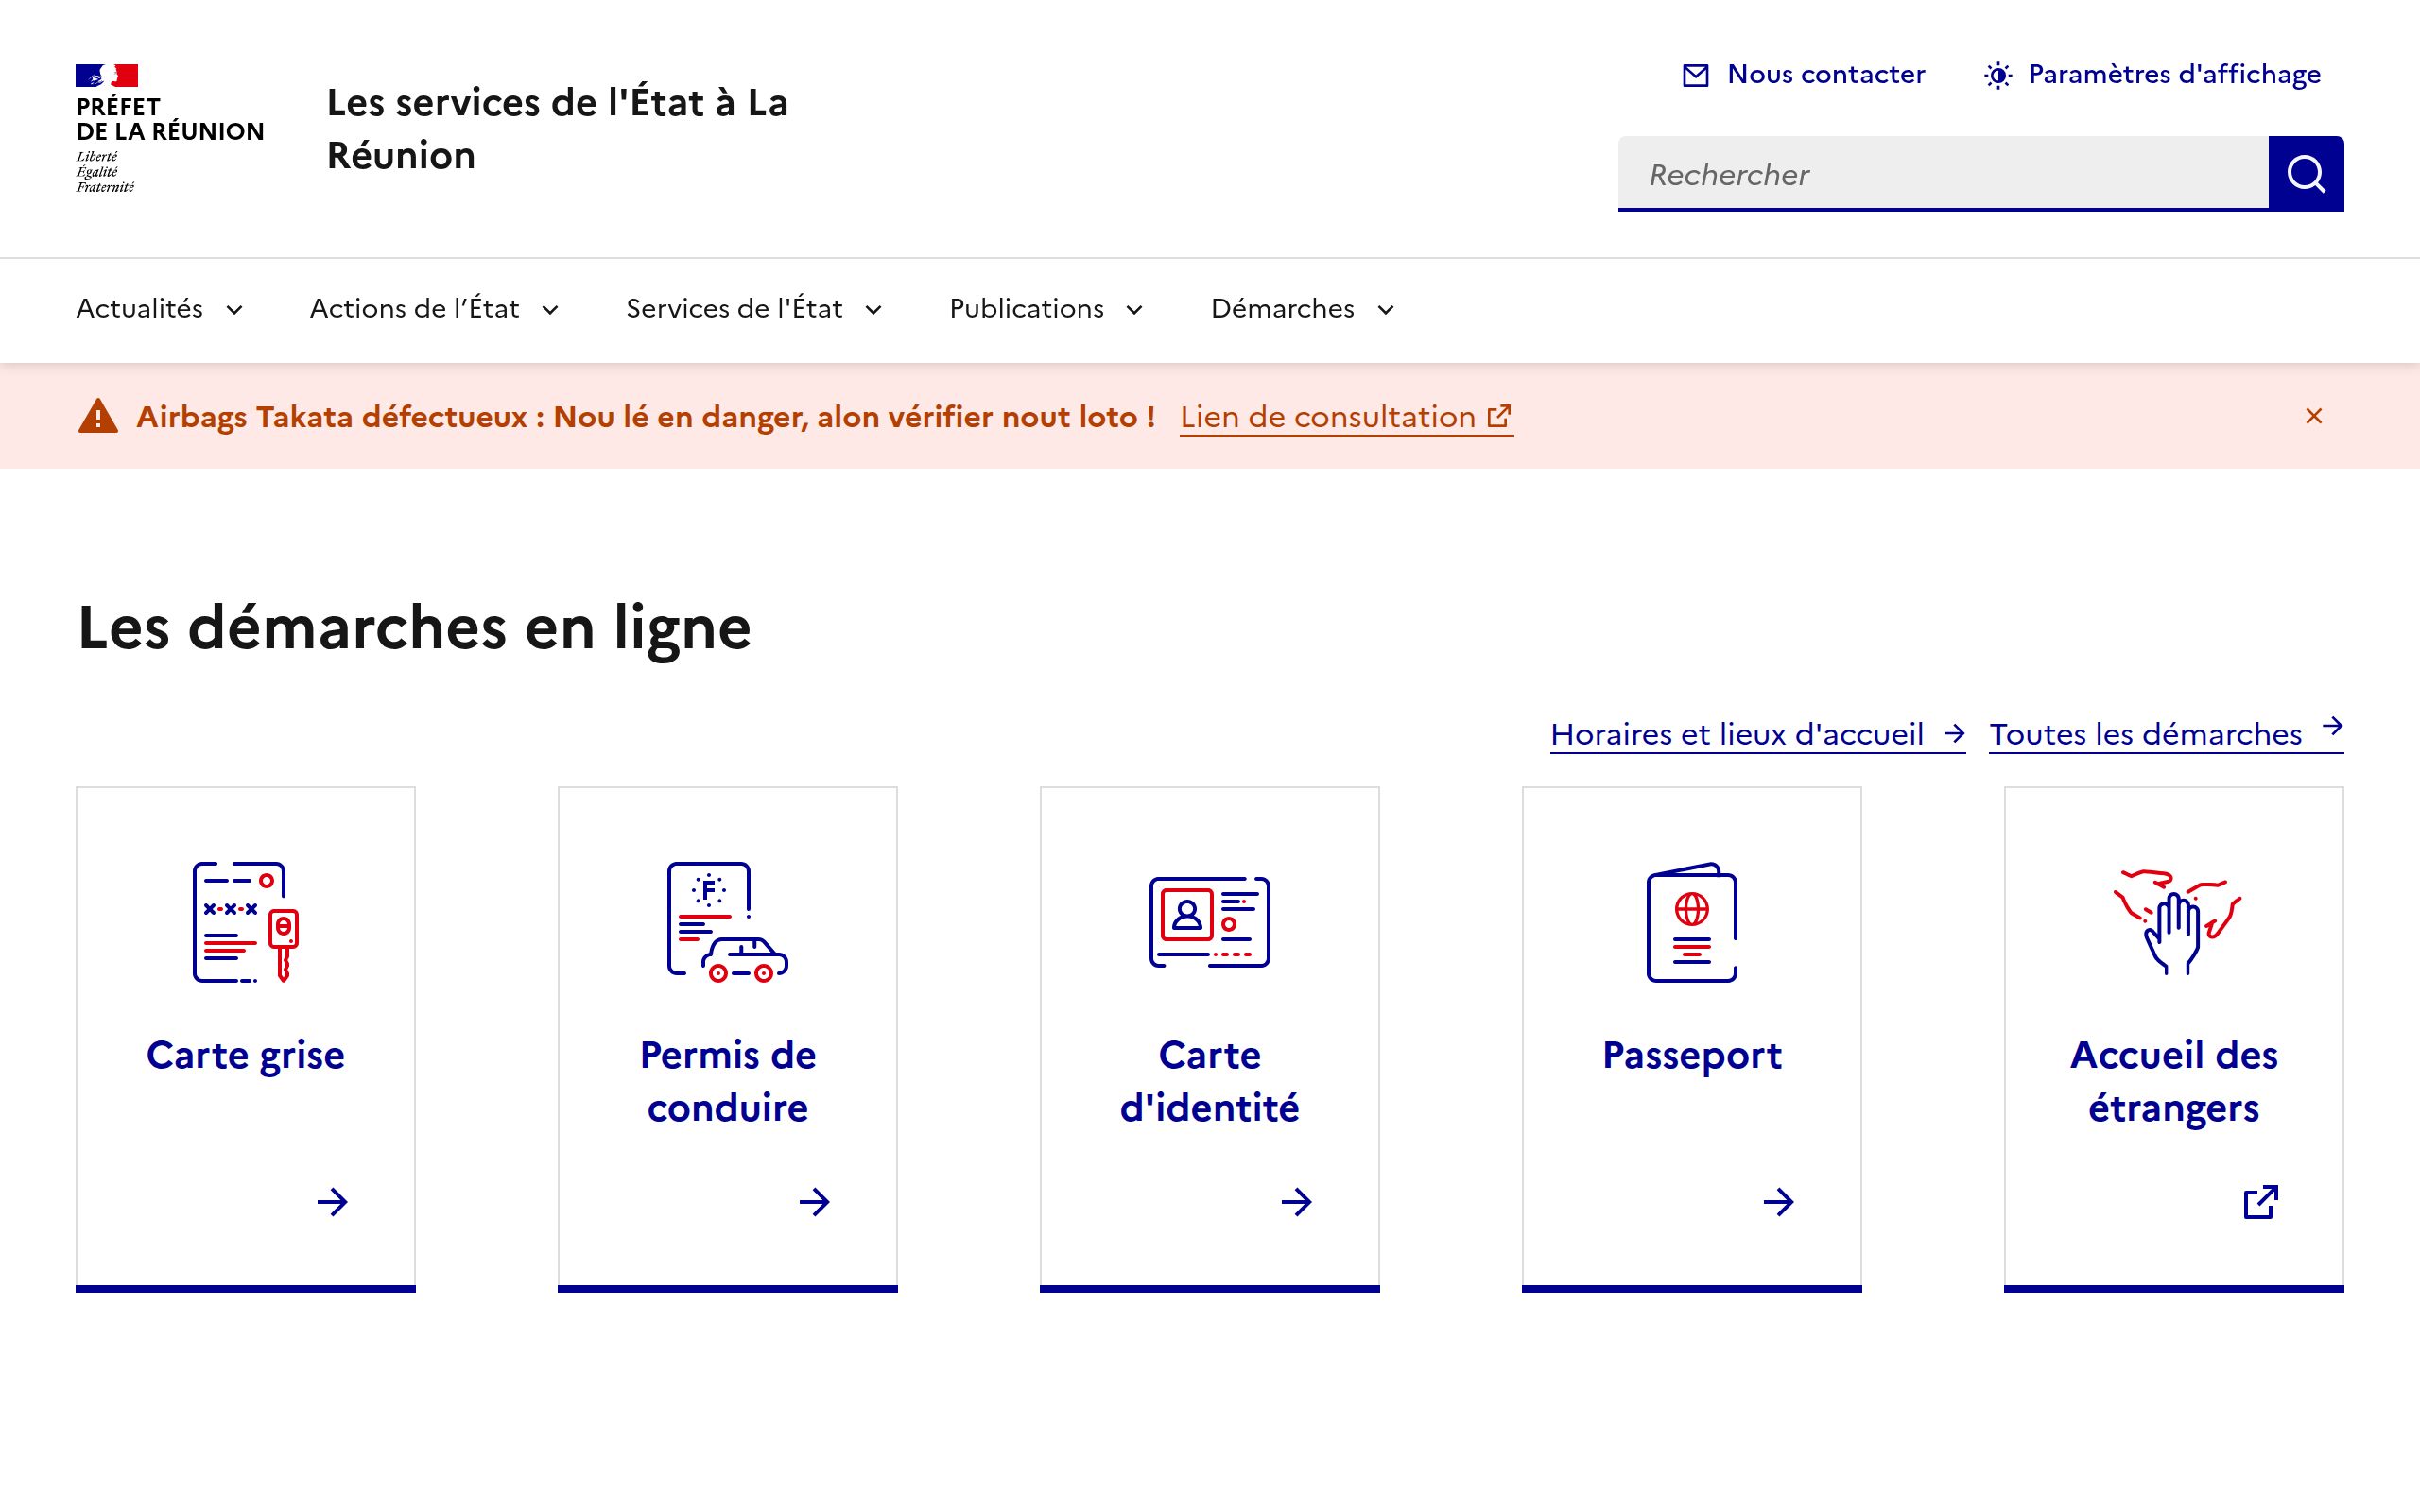 PRÉFET
DE LA RÉUNION
Liberté
Égalité
Fraternité
Les services de l'État à La
Réunion
Nous contacter
Paramètres d'affichage
Rechercher
Actualités
Actions de l’État
Services de l'État
Publications
Démarches
Airbags Takata défectueux : Nou lé en danger, alon vérifier nout loto ! Lien de consultation
Les démarches en ligne
Horaires et lieux d'accueil
Toutes les démarches
F
Carte grise
Permis de
conduire
Carte
d'identité
Passeport
Accueil des
étrangers